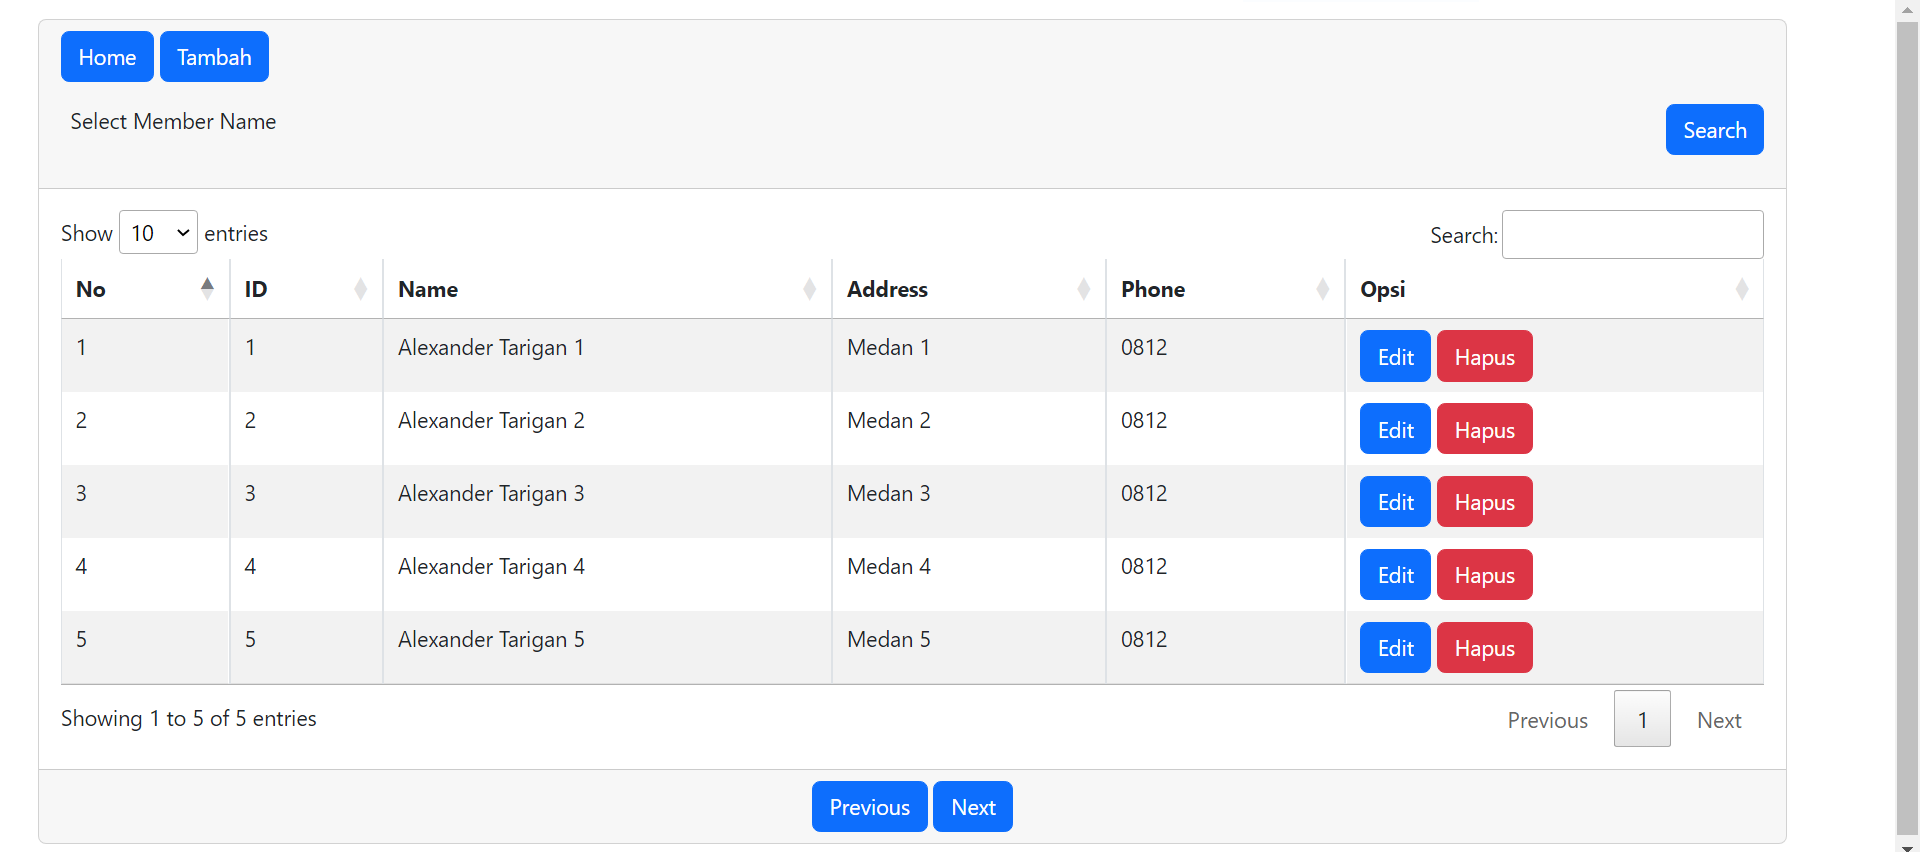 Home Tambah
Select Member Name
Search
Show 10 entries
Search:
No ID Name Address Phone Opsi
1 1 Alexander Tarigan 1 Medan 1 0812 Edit Hapus
2 2 Alexander Tarigan 2 Medan 2 0812 Edit Hapus
3 3 Alexander Tarigan 3 Medan 3 0812 Edit Hapus
4 4 Alexander Tarigan 4 Medan 4 0812 Edit Hapus
5 5 Alexander Tarigan 5 Medan 5 0812 Edit Hapus
Showing 1 to 5 of 5 entries
Previous 1 Next
Previous Next